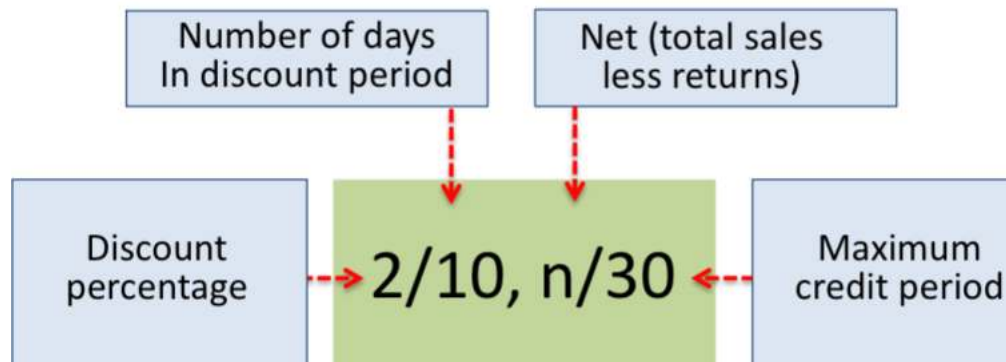 Number of days
In discount period
Net (total sales
less returns)
Discount
percentage
2/10, n/30
Maximum
credit period